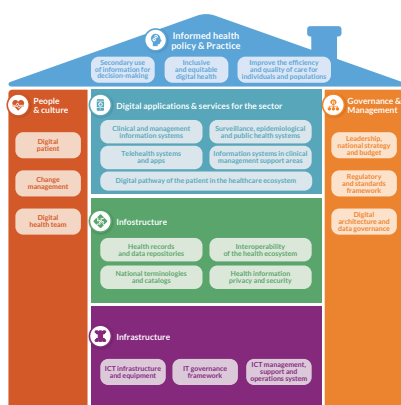 Informed health
policy & Practice
Secondary use
of information for
decision-making
Inclusive
and equitable
digital health
Improve the efficiency
and quality of care for
individuals and populations
People
& culture
Digital
patient
Change
management
Digital
health team
Digital applications & services for the sector
Clinical and management
information systems
Surveillance, epidemiological
and public health systems
Telehealth systems
and apps
Information systems in clinical
management support areas
Digital pathway of the patient in the healthcare ecosystem
Infostructure
Health records
and data repositories
Interoperability
of the health ecosystem
National terminologies
and catalogs
Health information
privacy and security
Infrastructure
ICT infrastructure
and equipment
IT governance
framework
ICT management,
support and
operations system
Governance &
Management
Leadership,
national strategy
and budget
Regulatory
and standards
framework
Digital
architecture and
data governance